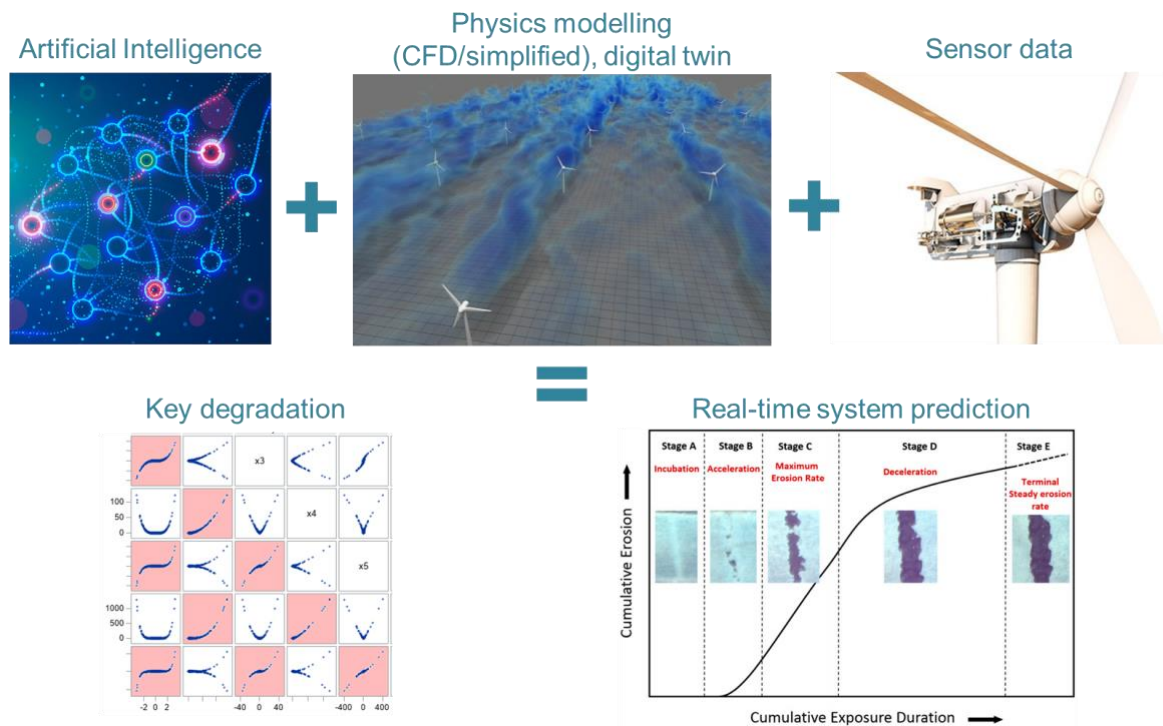 Artificial Intelligence
Physics modelling
(CFD/simplified), digital twin
Sensor data
Key degradation
x3
x4
x5
100
50
0
1000
500
0
-2 0 2
-40 0 40
-400 400
Real-time system prediction
Stage A
Incubation
Stage B
Acceleration
Stage C
Maximum
Erosion Rate
Stage D
Deceleration
Stage E
Terminal
Steady erosion
rate
Cumulative Erosion
Cumulative Exposure Duration